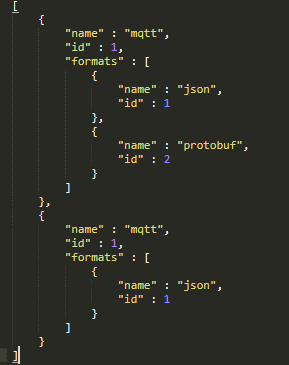 [
    {
        "name" : "mqtt",
        "id" : 1,
        "formats" : [
            {
                "name" : "json",
                "id" : 1
            },
            {
                "name" : "protobuf",
                "id" : 2
            }
        ]
    },
    {
        "name" : "mqtt",
        "id" : 1,
        "formats" : [
            {
                "name" : "json",
                "id" : 1
            }
        ]
    }
]